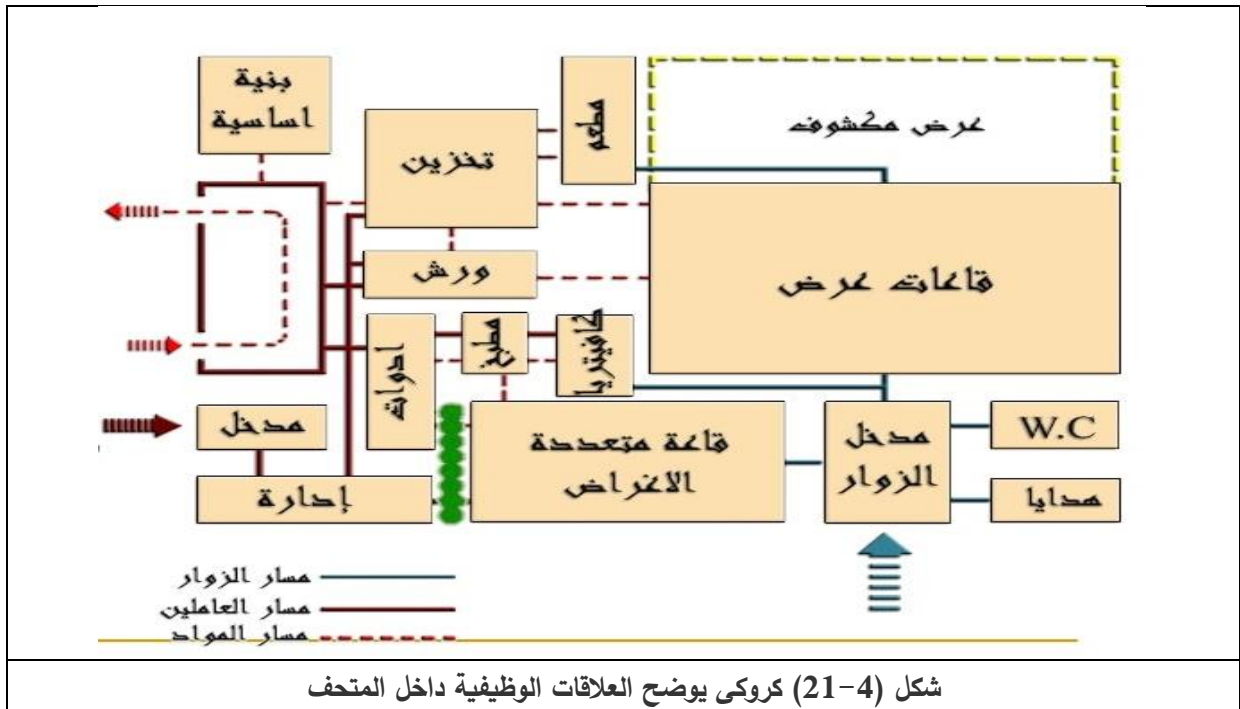 بنية
اساسية
تخزين
مطعم
عرض مكشوف
ورش
قاعات عرض
ادوات
مطبخ
كافيتريا
مدخل
إدارة
قاعة متعددة
الاغراض
مدخل
الزوار
W.C
هدايا
مسار الزوار
مسار العاملين
مسار المواد
شكل (4-21) كروكى يوضح العلاقات الوظيفية داخل المتحف